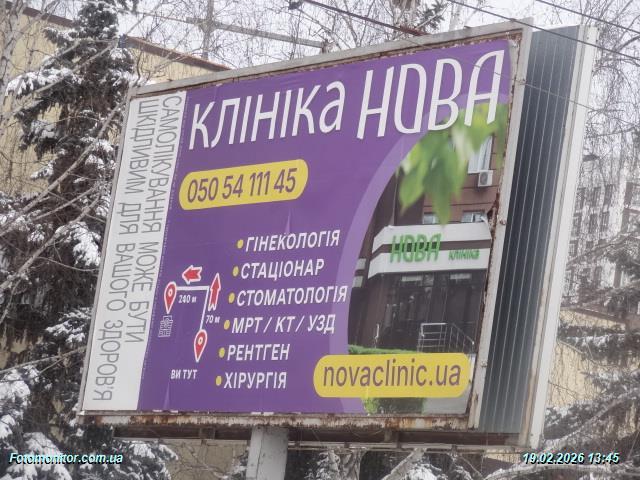 САМОЛІКУВАННЯ МОЖЕ БУТИ
ШКІДЛИВИМ ДЛЯ ВАШОГО ЗДОРОВ'Я
КЛІНІКА НОВА
050 54 111 45
•ГІНЕКОЛОГІЯ
•СТАЦІОНАР
•СТОМАТОЛОГІЯ
•МРТ / КТ / УЗД
•РЕНТГЕН
•ХІРУРГІЯ
240 м
70 м
ВИ ТУТ
НОВА КЛІНІКА
novaclinic.ua
Fotomonitor.com.ua
19.02.2026 13:45